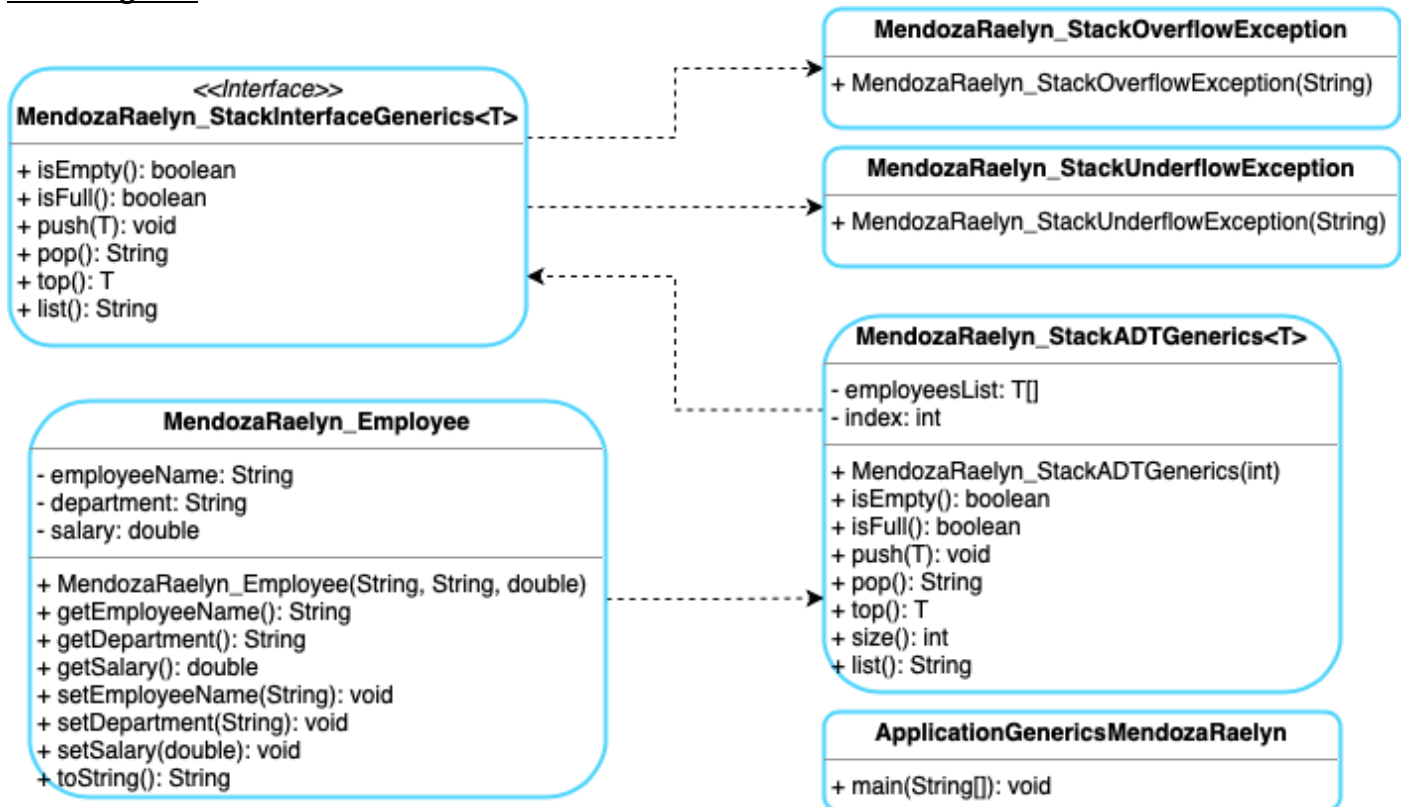 <<Interface>>
MendozaRaelyn_StackInterfaceGenerics<T>
+ isEmpty(): boolean
+ isFull(): boolean
+ push(T): void
+ pop(): String
+ top(): T
+ list(): String
MendozaRaelyn_StackOverflowException
+ MendozaRaelyn_StackOverflowException(String)
MendozaRaelyn_StackUnderflowException
+ MendozaRaelyn_StackUnderflowException(String)
MendozaRaelyn_Employee
- employeeName: String
- department: String
- salary: double
+ MendozaRaelyn_Employee(String, String, double)
+ getEmployeeName(): String
+ getDepartment(): String
+ getSalary(): double
+ setEmployeeName(String): void
+ setDepartment(String): void
+ setSalary(double): void
+ toString(): String
MendozaRaelyn_StackADTGenerics<T>
- employeesList: T[]
- index: int
+ MendozaRaelyn_StackADTGenerics(int)
+ isEmpty(): boolean
+ isFull(): boolean
+ push(T): void
+ pop(): String
+ top(): T
+ size(): int
+ list(): String
ApplicationGenericsMendozaRaelyn
+ main(String[]): void